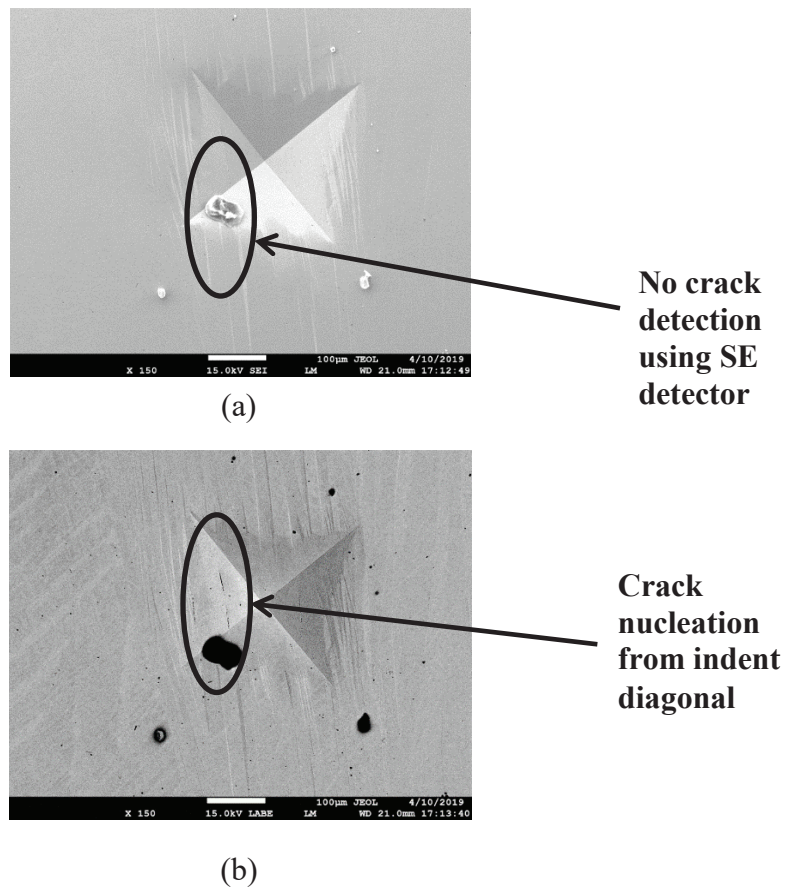 No crack
detection
using SE
detector
100μm JEOL 4/10/2019
X 150 15.0kV SEI LM WD 21.0mm 17:12:49
(a)
Crack
nucleation
from indent
diagonal
100μm JEOL 4/10/2019
X 150 15.0kV LABE LM WD 21.0mm 17:13:40
(b)